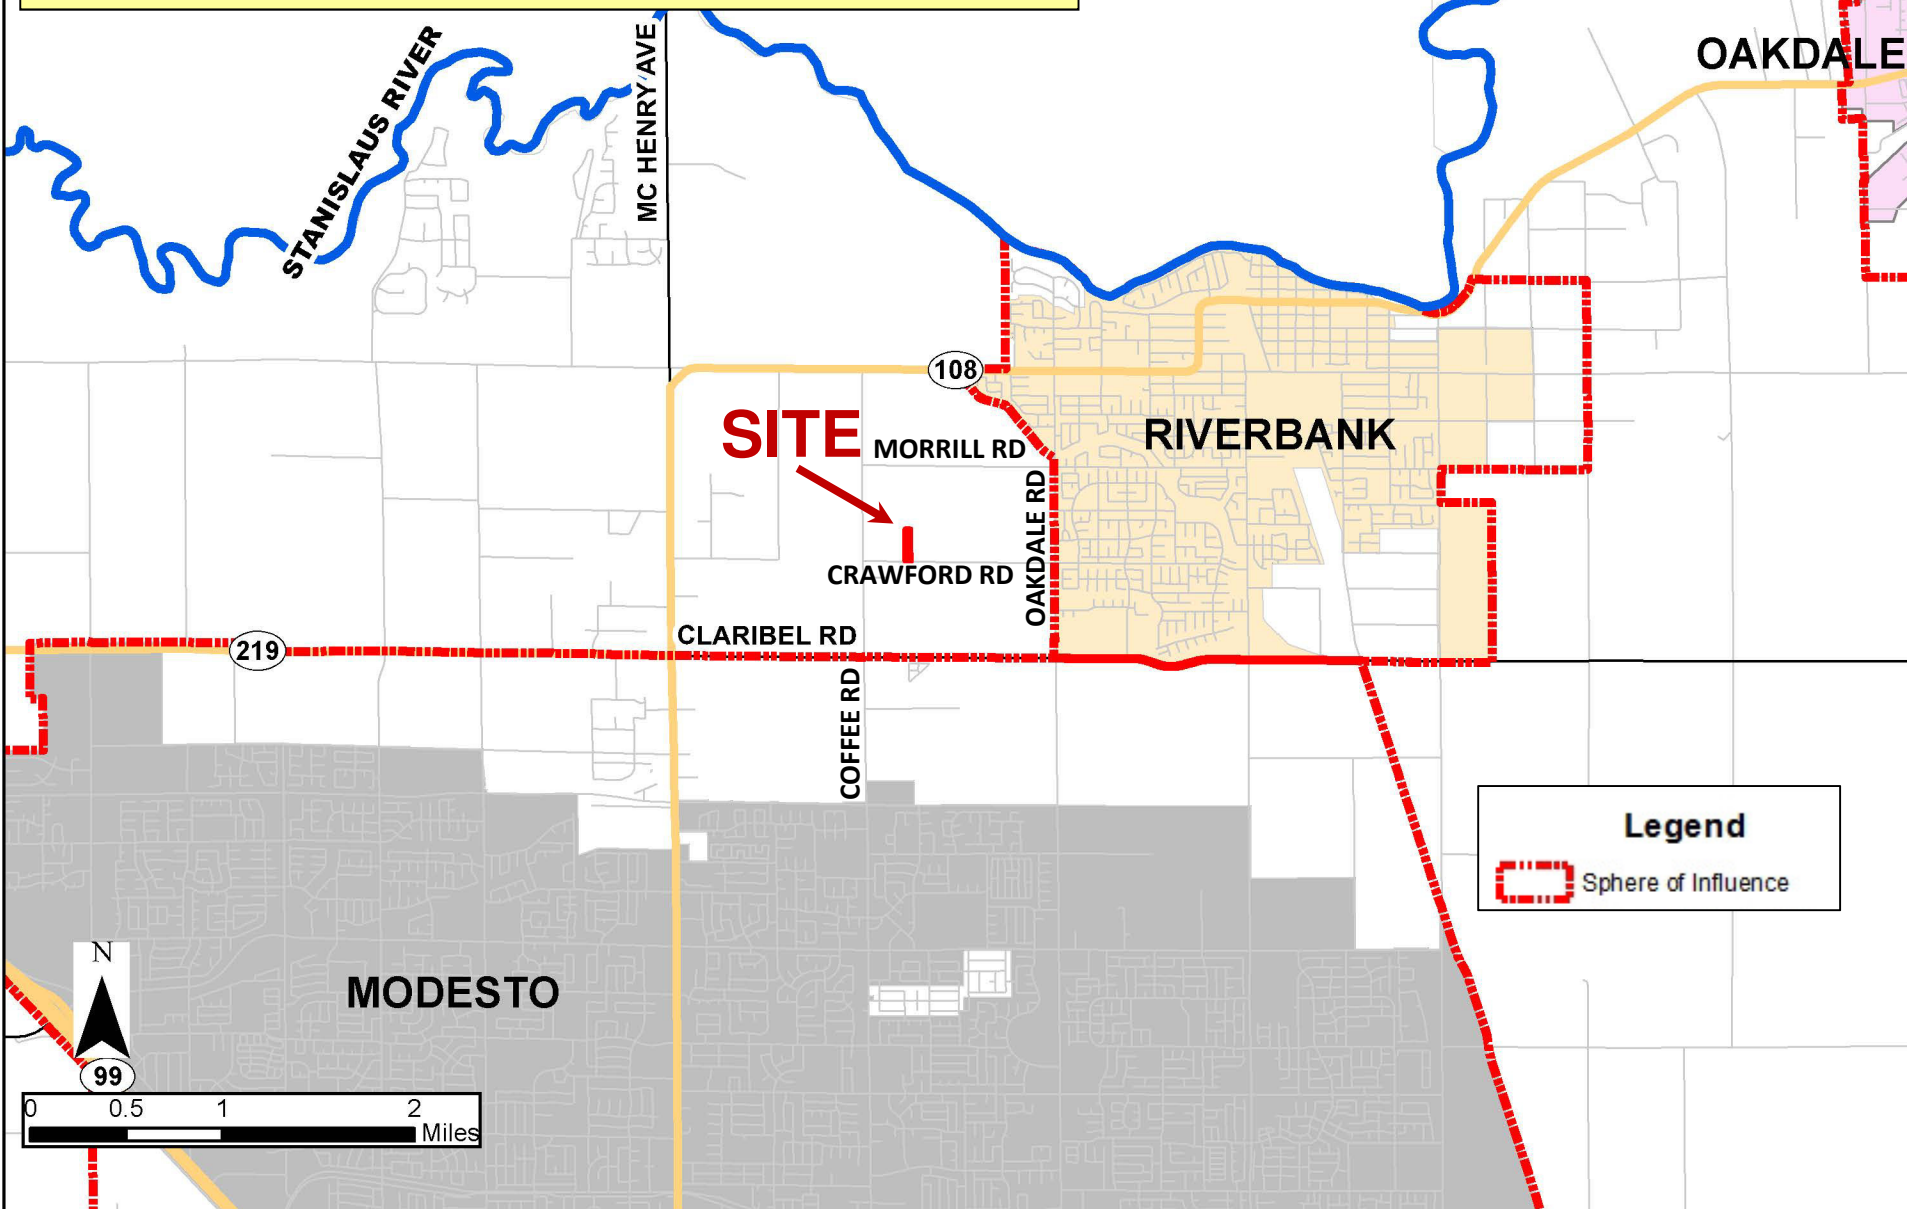 OAKDALE
STANISLAUS RIVER
MC HENRY AVE
108
SITE
MORRILL RD
RIVERBANK
OAKDALE RD
CRAWFORD RD
CLARIBEL RD
219
COFFEE RD
Legend
Sphere of Influence
MODESTO
N
99
0 0.5 1 2
Miles